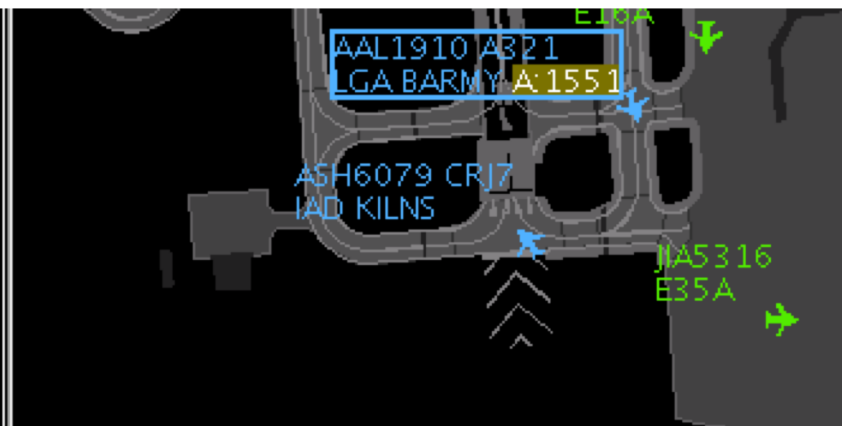 E16A
AAL1910 A321
LGA BARMY A:1551
ASH6079 CRJ7
IAD KILNS
JIA5316
E35A